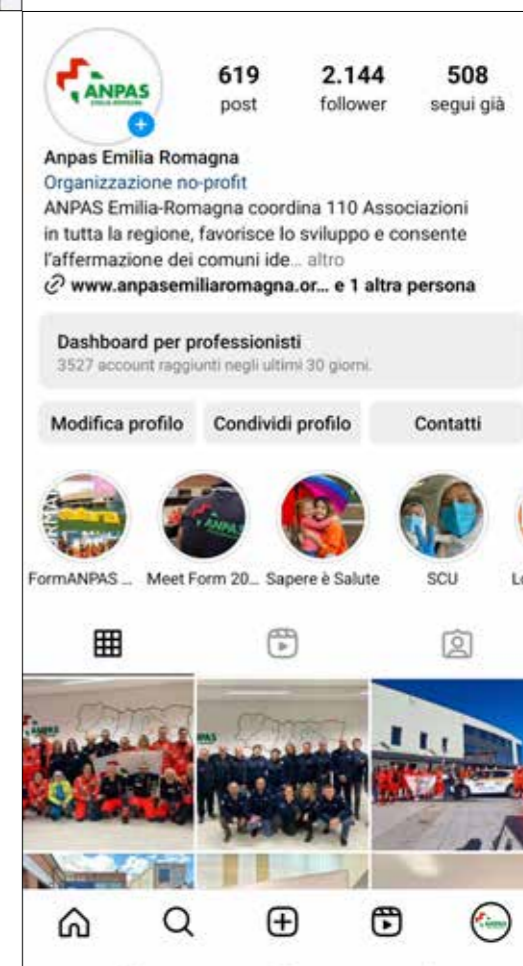 ANPAS
EMILIA-ROMAGNA
619
post
2.144
follower
508
segui già
Anpas Emilia Romagna
Organizzazione no-profit
ANPAS Emilia-Romagna coordina 110 Associazioni
in tutta la regione, favorisce lo sviluppo e consente
l'affermazione dei comuni ide... altro
www.anpasemiliaromagna.or... e 1 altra persona
Dashboard per professionisti
3527 account raggiunti negli ultimi 30 giorni.
Modifica profilo
Condividi profilo
Contatti
ANPAS
FormANPAS ...
Meet Form 20...
Sapere è Salute
SCU